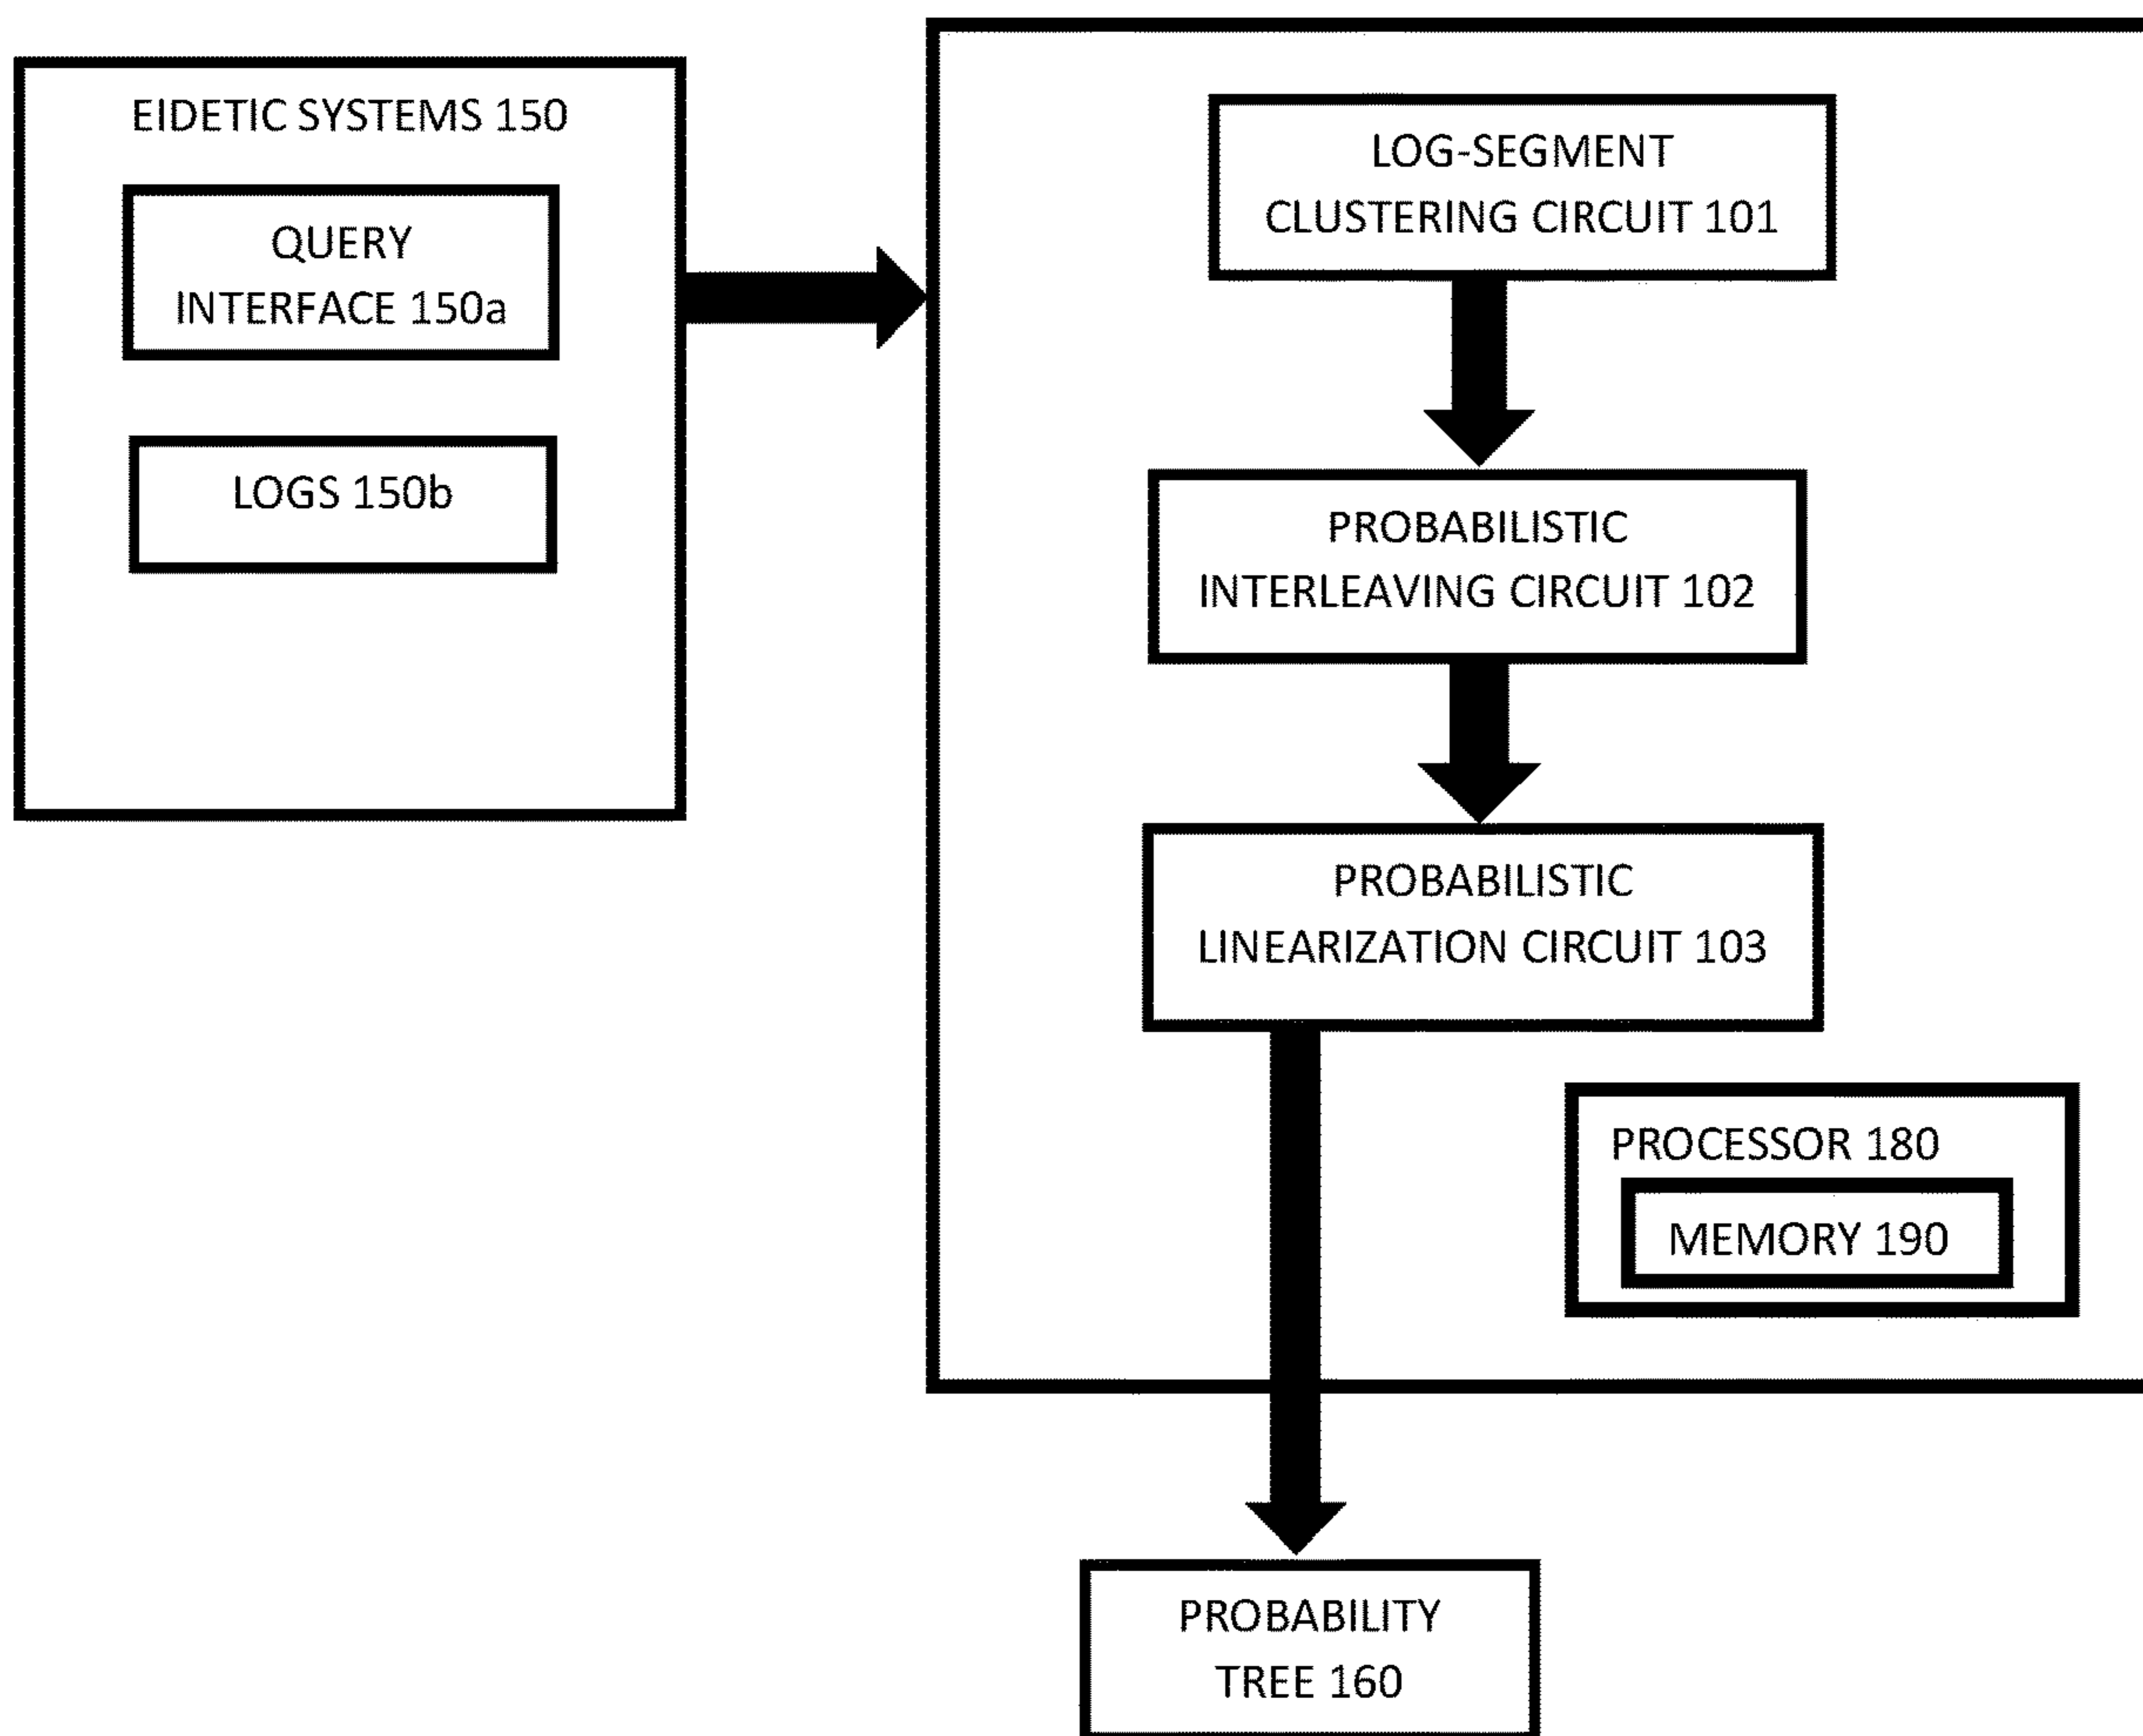 EIDETIC SYSTEMS 150
QUERY
INTERFACE 150a
LOGS 150b
LOG-SEGMENT
CLUSTERING CIRCUIT 101
PROBABILISTIC
INTERLEAVING CIRCUIT 102
PROBABILISTIC
LINEARIZATION CIRCUIT 103
PROCESSOR 180
MEMORY 190
PROBABILITY
TREE 160